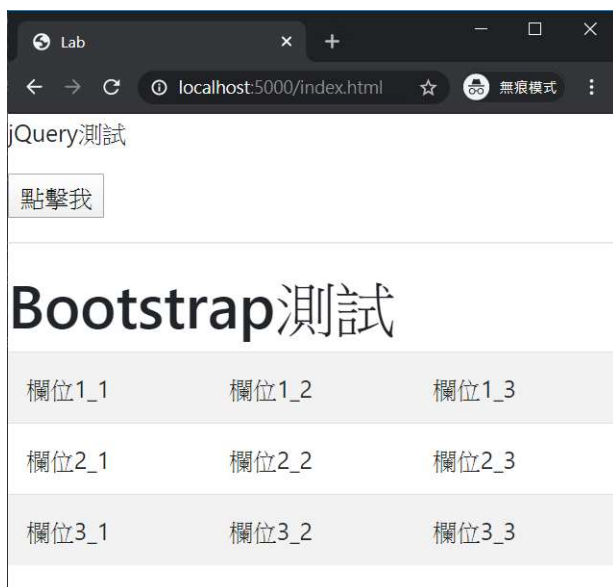 Lab
localhost:5000/index.html 無痕模式
jQuery測試
點擊我
Bootstrap測試
欄位1_1 欄位1_2 欄位1_3
欄位2_1 欄位2_2 欄位2_3
欄位3_1 欄位3_2 欄位3_3